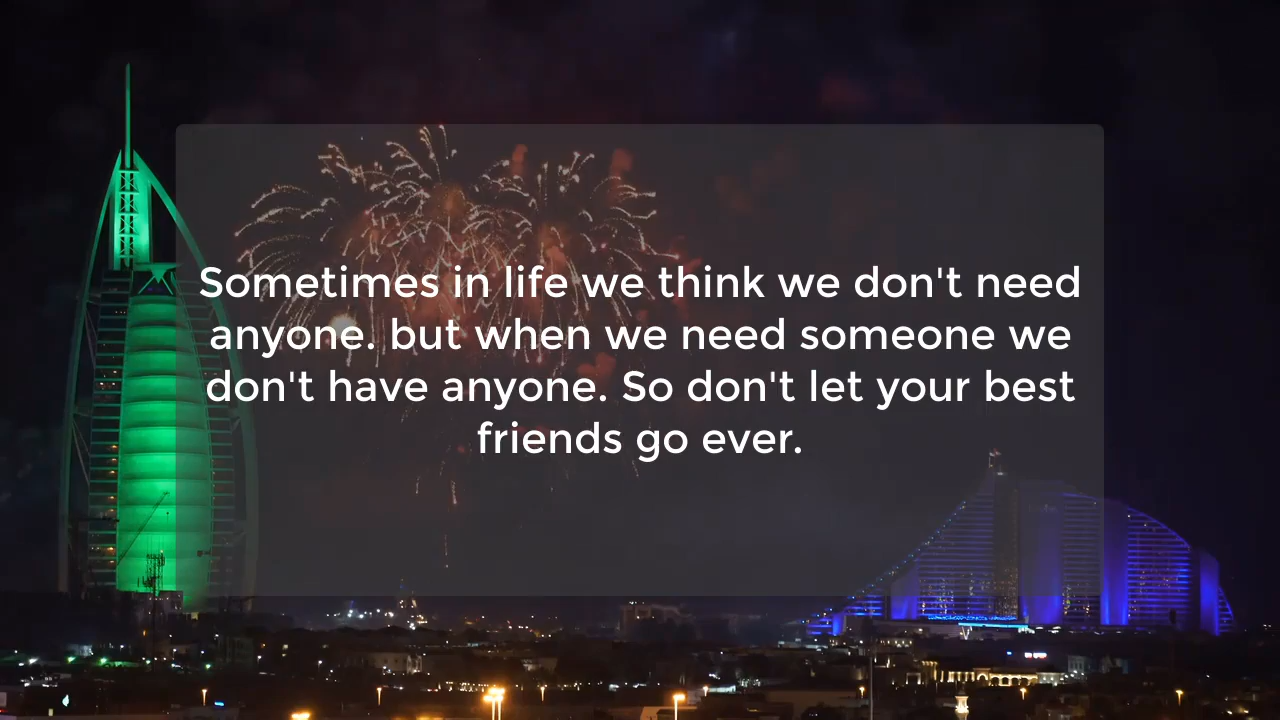 Sometimes in life we think we don't need
anyone. but when we need someone we
don't have anyone. So don't let your best
friends go ever.